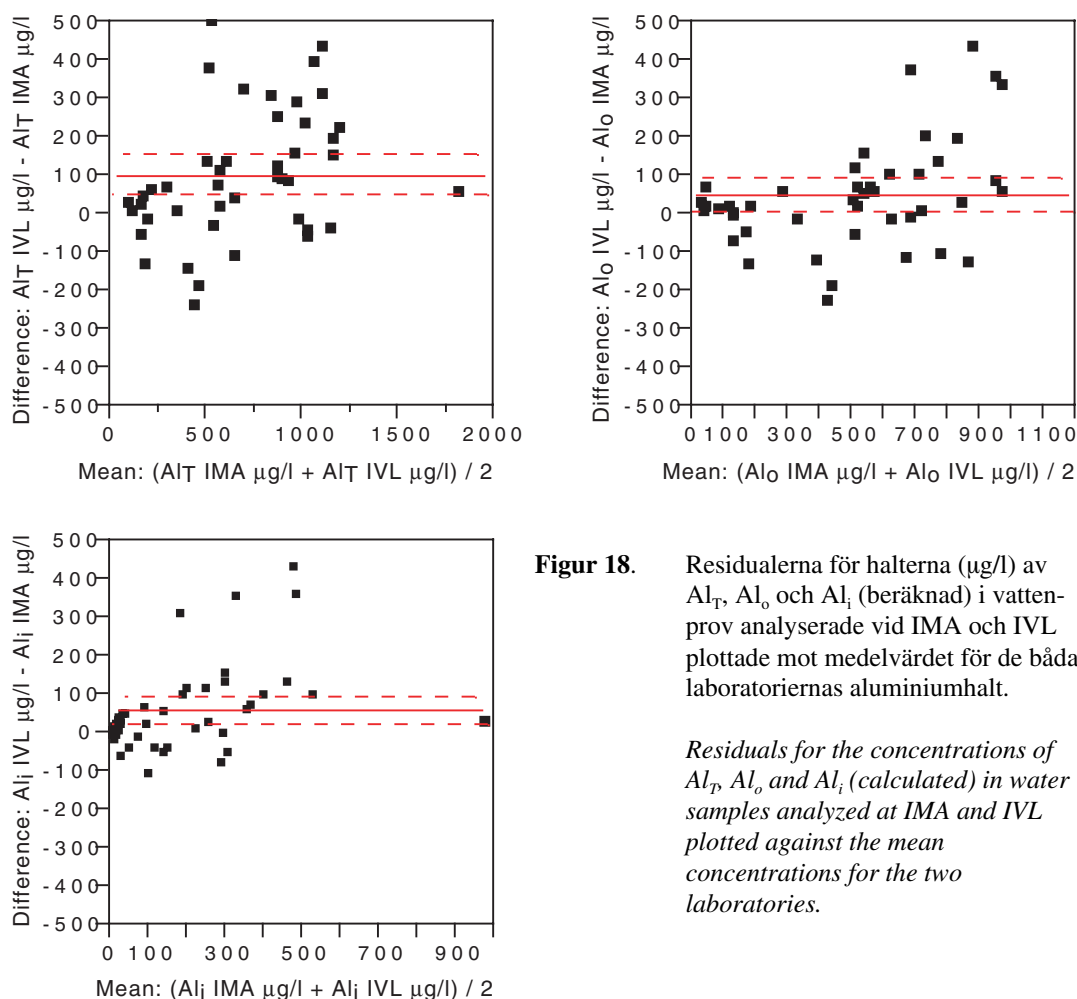 Difference: AlT IVL µg/l - AlT IMA µg/l
500
400
300
200
100
0
-100
-200
-300
-400
-500
0 500 1000 1500 2000
Mean: (AlT IMA µg/l + AlT IVL µg/l) / 2
Difference: Alo IVL µg/l - Alo IMA µg/l
500
400
300
200
100
0
-100
-200
-300
-400
-500
0 100 300 500 700 900 1100
Mean: (Alo IMA µg/l + Alo IVL µg/l) / 2
Difference: Ali IVL µg/l - Ali IMA µg/l
500
400
300
200
100
0
-100
-200
-300
-400
-500
0 100 300 500 700 900
Mean: (Ali IMA µg/l + Ali IVL µg/l) / 2
Figur 18. Residualerna för halterna (µg/l) av
AlT, Alo och Ali (beräknad) i vatten-
prov analyserade vid IMA och IVL
plottade mot medelvärdet för de båda
laboratoriernas aluminiumhalt.
Residuals for the concentrations of
AlT, Alo and Ali (calculated) in water
samples analyzed at IMA and IVL
plotted against the mean
concentrations for the two
laboratories.